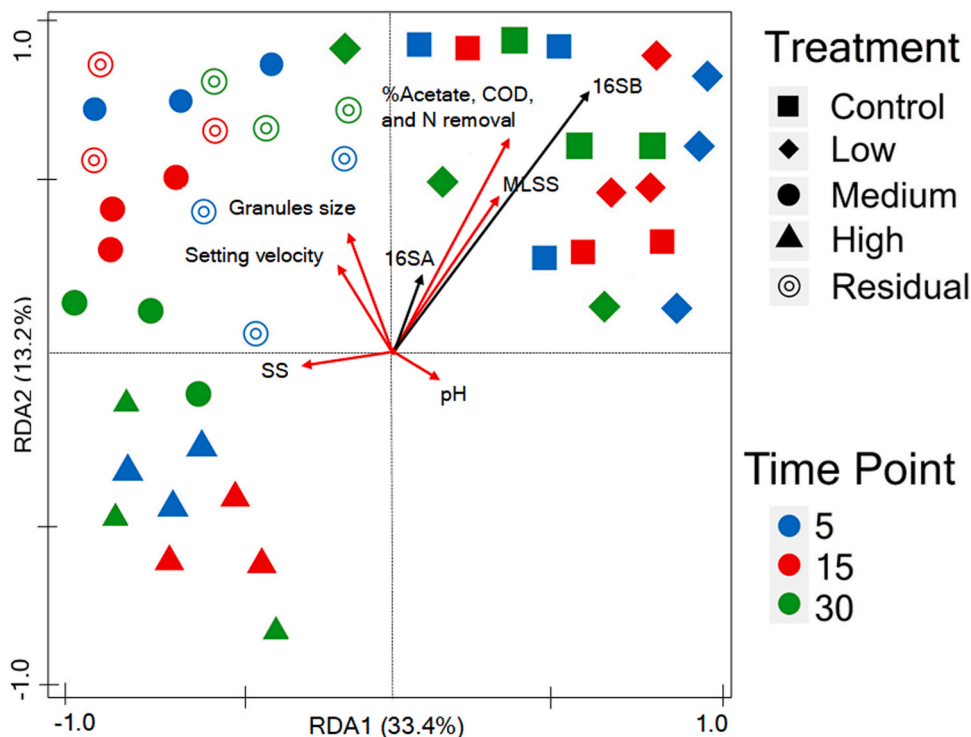 1.0
RDA2 (13.2%)
-1.0
-1.0
RDA1 (33.4%)
1.0
%Acetate, COD,
and N removal
16SB
MLSS
Granules size
Setting velocity
16SA
SS
pH
Treatment
Control
Low
Medium
High
Residual
Time Point
5
15
30